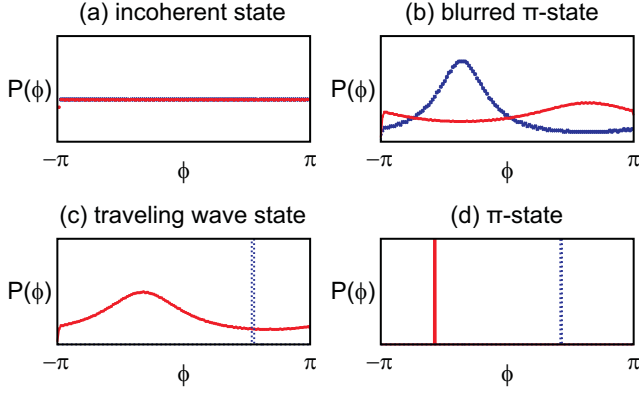 (a) incoherent state
P(ϕ)
−π
ϕ
π
(b) blurred π-state
P(ϕ)
−π
ϕ
π
(c) traveling wave state
P(ϕ)
−π
ϕ
π
(d) π-state
P(ϕ)
−π
ϕ
π